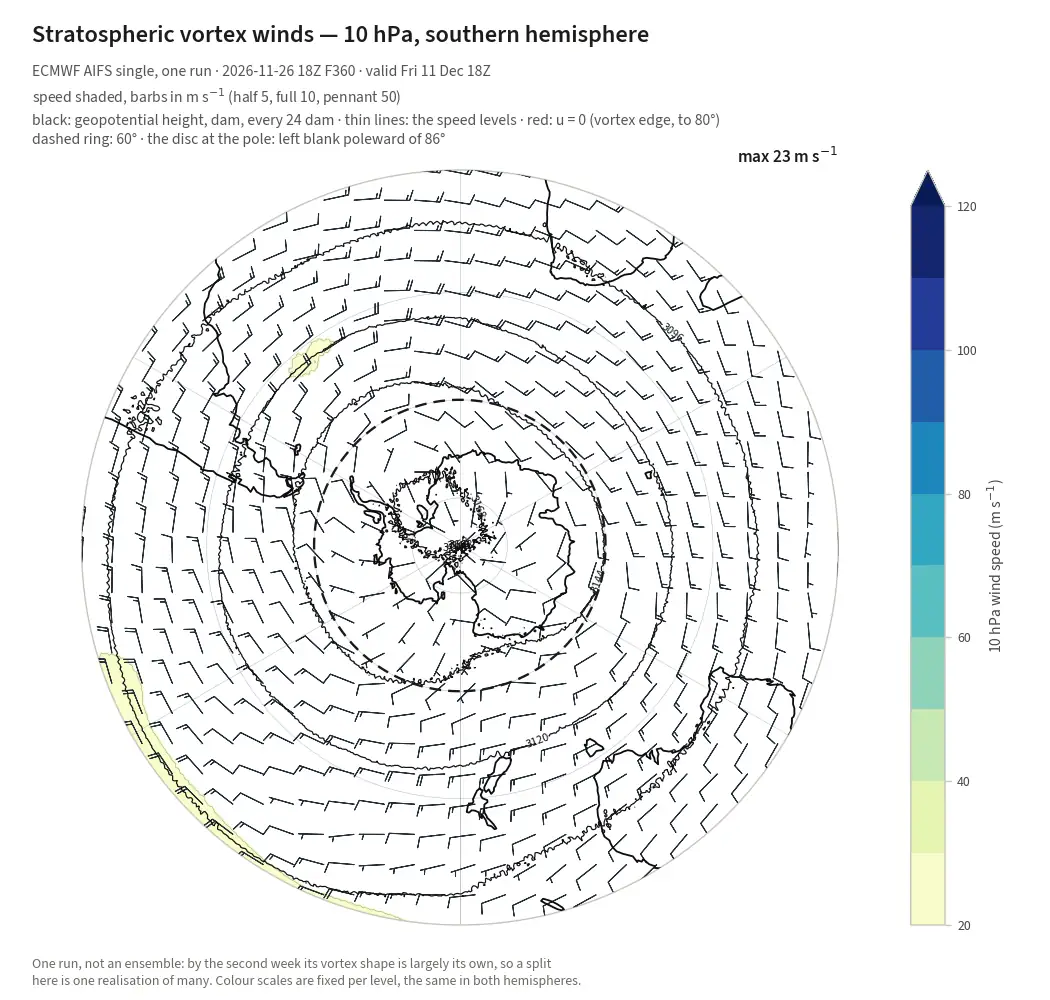 Stratospheric vortex winds — 10 hPa, southern hemisphere
ECMWF AIFS single, one run · 2026-11-26 18Z F360 · valid Fri 11 Dec 18Z
speed shaded, barbs in m s⁻¹ (half 5, full 10, pennant 50)
black: geopotential height, dam, every 24 dam · thin lines: the speed levels · red: u = 0 (vortex edge, to 80°)
dashed ring: 60° · the disc at the pole: left blank poleward of 86°
max 23 m s⁻¹
120
100
80
60
40
20
10 hPa wind speed (m s⁻¹)
3096
3144
3120
One run, not an ensemble: by the second week its vortex shape is largely its own, so a split
here is one realisation of many. Colour scales are fixed per level, the same in both hemispheres.